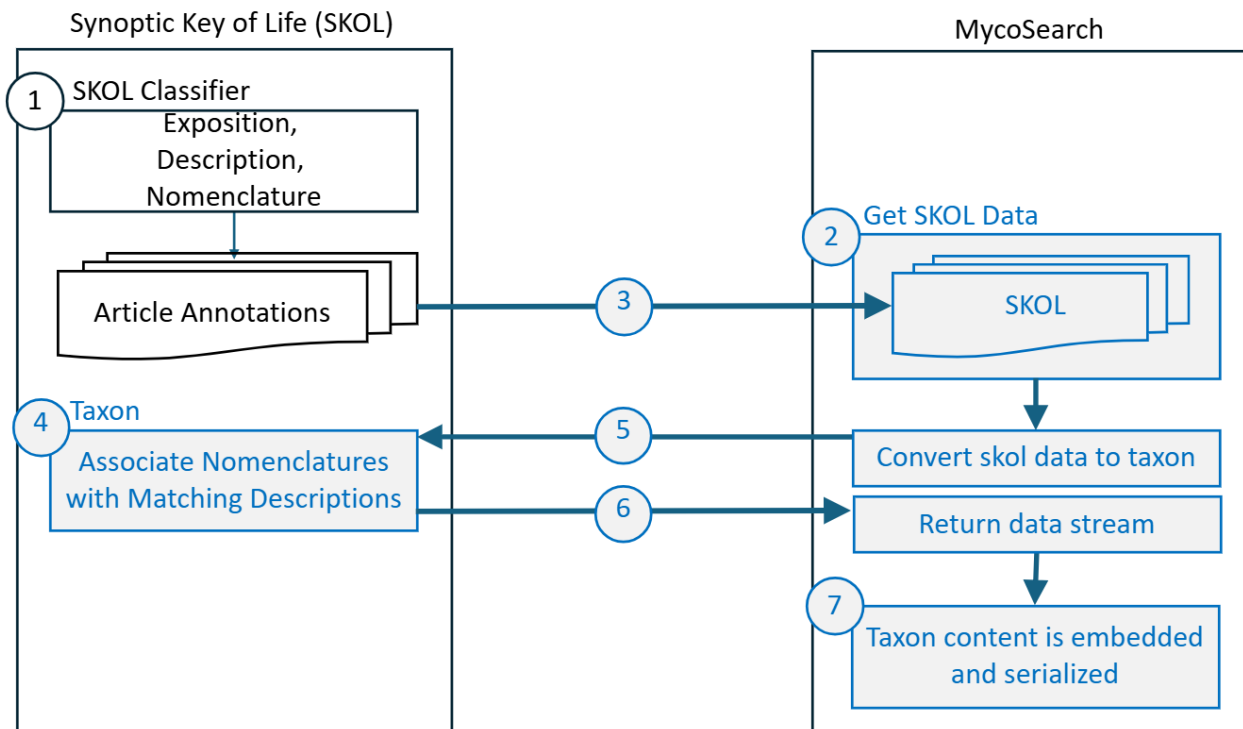 Synoptic Key of Life (SKOL)
MycoSearch
1
SKOL Classifier
Exposition,
Description,
Nomenclature
Article Annotations
2
Get SKOL Data
SKOL
3
4
Taxon
Associate Nomenclatures
with Matching Descriptions
5
Convert skol data to taxon
6
Return data stream
7
Taxon content is embedded
and serialized